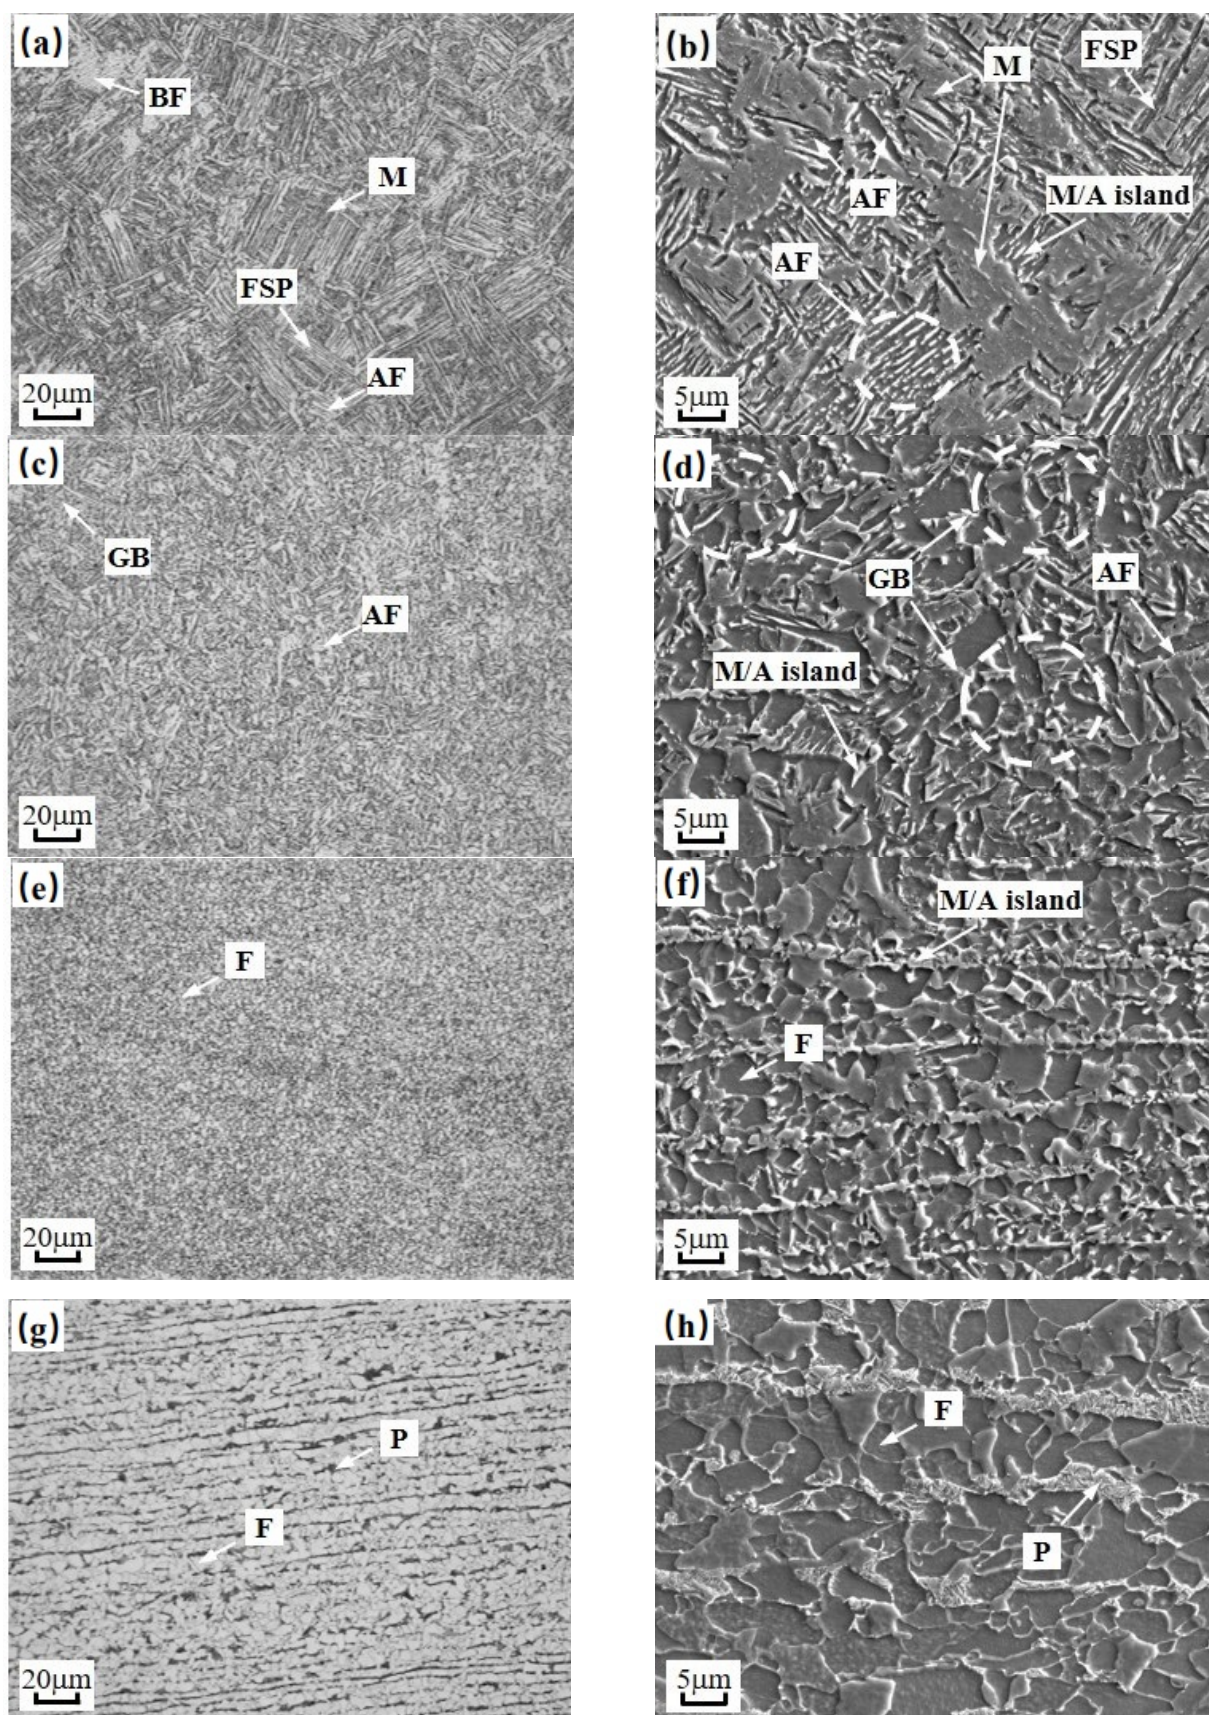 (a)
BF
M
FSP
AF
20μm
(b)
M
FSP
AF
M/A island
AF
5μm
(c)
GB
AF
20μm
(d)
GB
AF
M/A island
5μm
(e)
F
20μm
(f)
M/A island
F
5μm
(g)
P
F
20μm
(h)
F
P
5μm